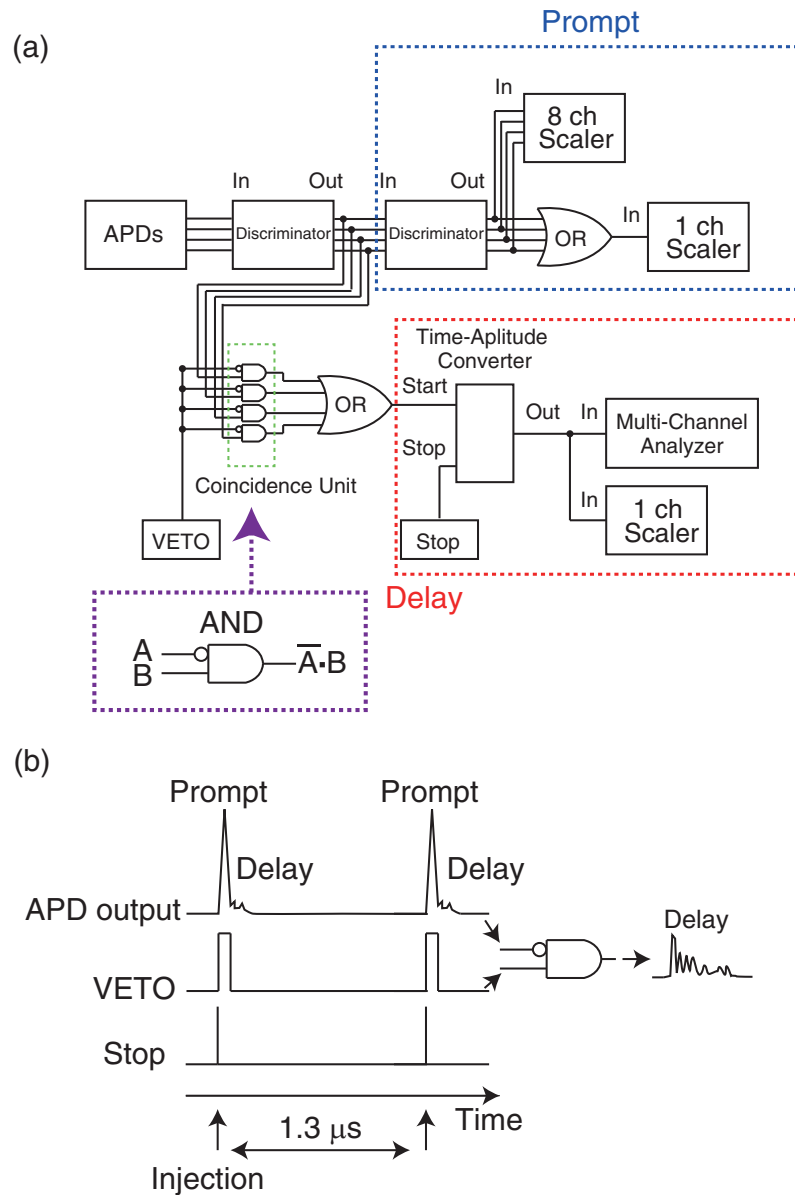 (a)
Prompt
In
8 ch
Scaler
In
Out
In
Out
In
APDs
Discriminator
Discriminator
OR
1 ch
Scaler
Time-Aplitude
Converter
Start
OR
Out
In
Multi-Channel
Analyzer
Stop
In
1 ch
Scaler
Coincidence Unit
VETO
Stop
Delay
AND
A
B
A̅·B
(b)
Prompt
Prompt
Delay
Delay
APD output
Delay
VETO
Stop
Time
1.3 μs
Injection